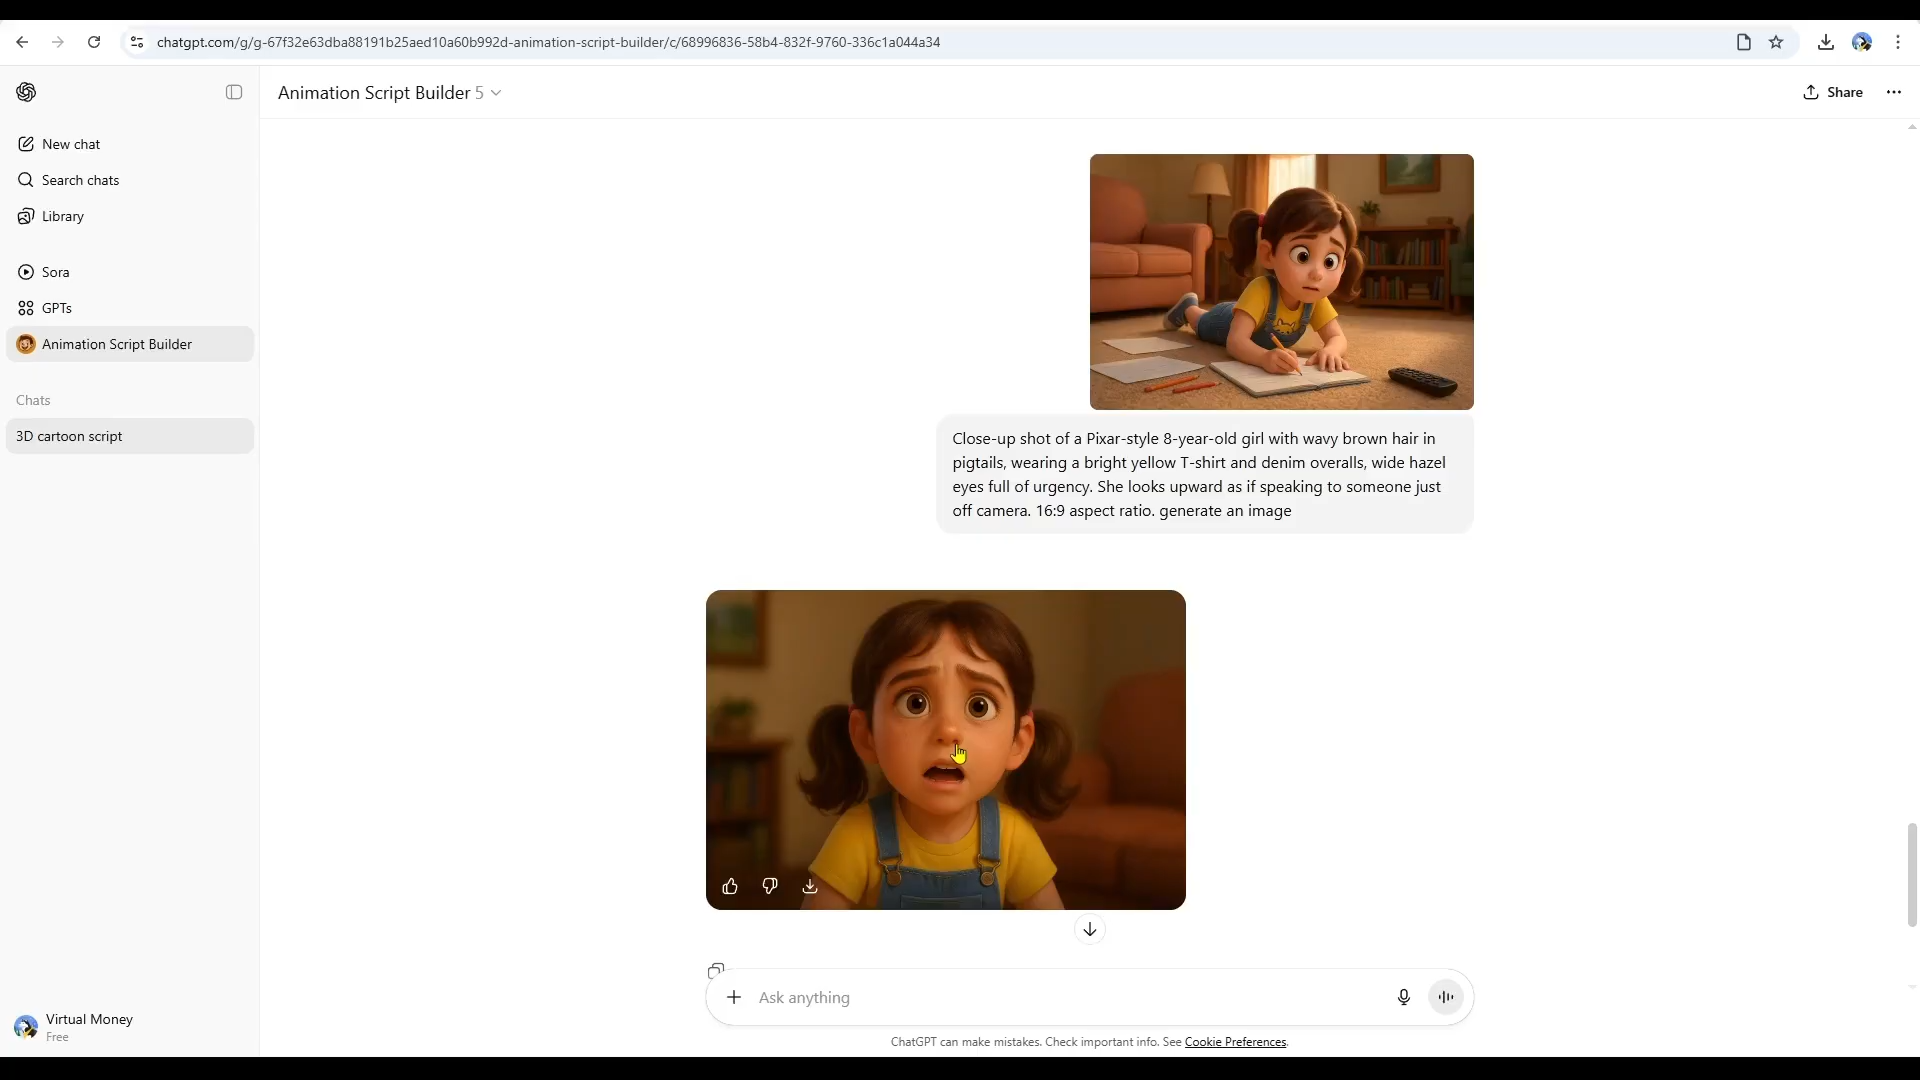 chatgpt.com/g/g-67f32e63dba88191b25aed10a60b992d-animation-script-builder/c/68996836-58b4-832f-9760-336c1a044a34
Animation Script Builder 5
Share
New chat
Search chats
Library
Sora
GPTs
Animation Script Builder
Chats
3D cartoon script
Close-up shot of a Pixar-style 8-year-old girl with wavy brown hair in
pigtails, wearing a bright yellow T-shirt and denim overalls, wide hazel
eyes full of urgency. She looks upward as if speaking to someone just
off camera. 16:9 aspect ratio. generate an image
Ask anything
Virtual Money
Free
ChatGPT can make mistakes. Check important info. See Cookie Preferences.